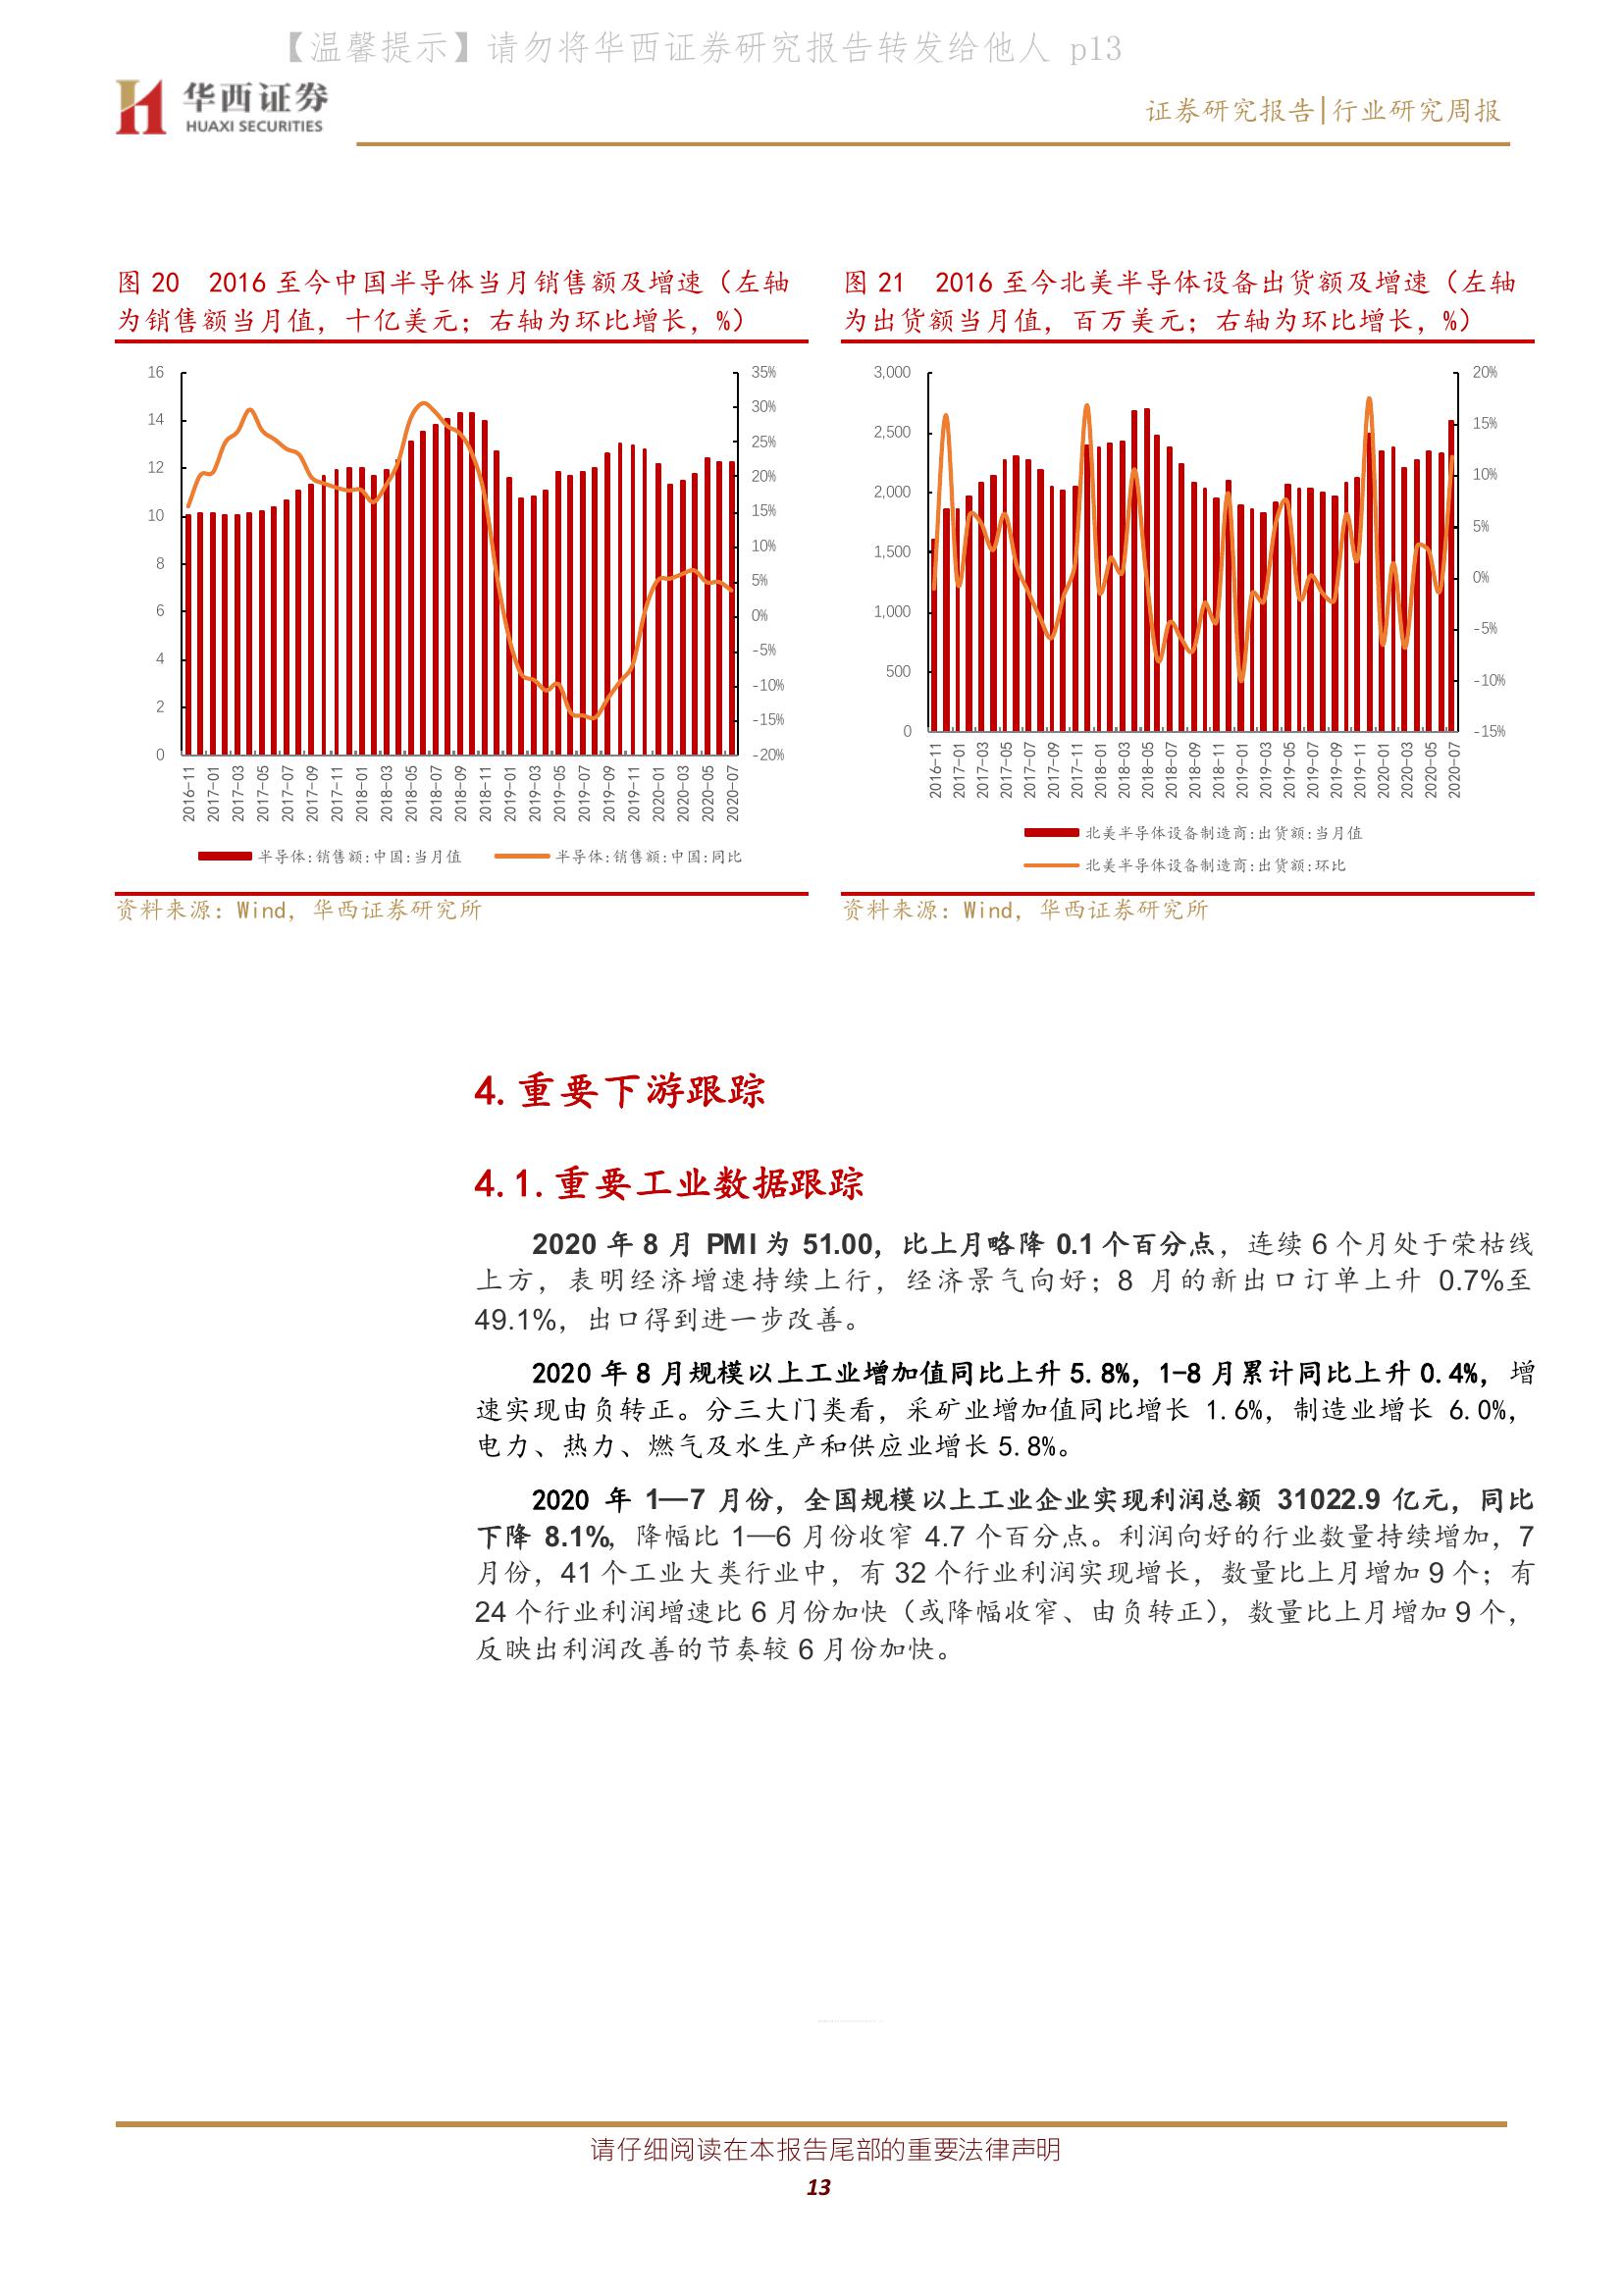 【温馨提示】请勿将华西证券研究报告转发给他人 p13
华西证券
HUAXI SECURITIES
证券研究报告|行业研究周报
图 20 2016 至今中国半导体当月销售额及增速（左轴
为销售额当月值，十亿美元；右轴为环比增长，%）
16
14
12
10
8
6
4
2
0
35%
30%
25%
20%
15%
10%
5%
0%
-5%
-10%
-15%
-20%
2016-11
2017-01
2017-03
2017-05
2017-07
2017-09
2017-11
2018-01
2018-03
2018-05
2018-07
2018-09
2018-11
2019-01
2019-03
2019-05
2019-07
2019-09
2019-11
2020-01
2020-03
2020-05
2020-07
半导体:销售额:中国:当月值
半导体:销售额:中国:同比
资料来源：Wind，华西证券研究所
图 21 2016 至今北美半导体设备出货额及增速（左轴
为出货额当月值，百万美元；右轴为环比增长，%）
3,000
2,500
2,000
1,500
1,000
500
0
20%
15%
10%
5%
0%
-5%
-10%
-15%
2016-11
2017-01
2017-03
2017-05
2017-07
2017-09
2017-11
2018-01
2018-03
2018-05
2018-07
2018-09
2018-11
2019-01
2019-03
2019-05
2019-07
2019-09
2019-11
2020-01
2020-03
2020-05
2020-07
北美半导体设备制造商:出货额:当月值
北美半导体设备制造商:出货额:环比
资料来源：Wind，华西证券研究所
4.重要下游跟踪
4.1.重要工业数据跟踪
2020 年 8 月 PMI 为 51.00，比上月略降 0.1 个百分点，连续 6 个月处于荣枯线
上方，表明经济增速持续上行，经济景气向好；8 月的新出口订单上升 0.7%至
49.1%，出口得到进一步改善。
2020 年 8 月规模以上工业增加值同比上升 5.8%，1-8 月累计同比上升 0.4%，增
速实现由负转正。分三大门类看，采矿业增加值同比增长 1.6%，制造业增长 6.0%，
电力、热力、燃气及水生产和供应业增长 5.8%。
2020 年 1—7 月份，全国规模以上工业企业实现利润总额 31022.9 亿元，同比
下降 8.1%，降幅比 1—6 月份收窄 4.7 个百分点。利润向好的行业数量持续增加，7
月份，41 个工业大类行业中，有 32 个行业利润实现增长，数量比上月增加 9 个；有
24 个行业利润增速比 6 月份加快（或降幅收窄、由负转正），数量比上月增加 9 个，
反映出利润改善的节奏较 6 月份加快。
请仔细阅读在本报告尾部的重要法律声明
13